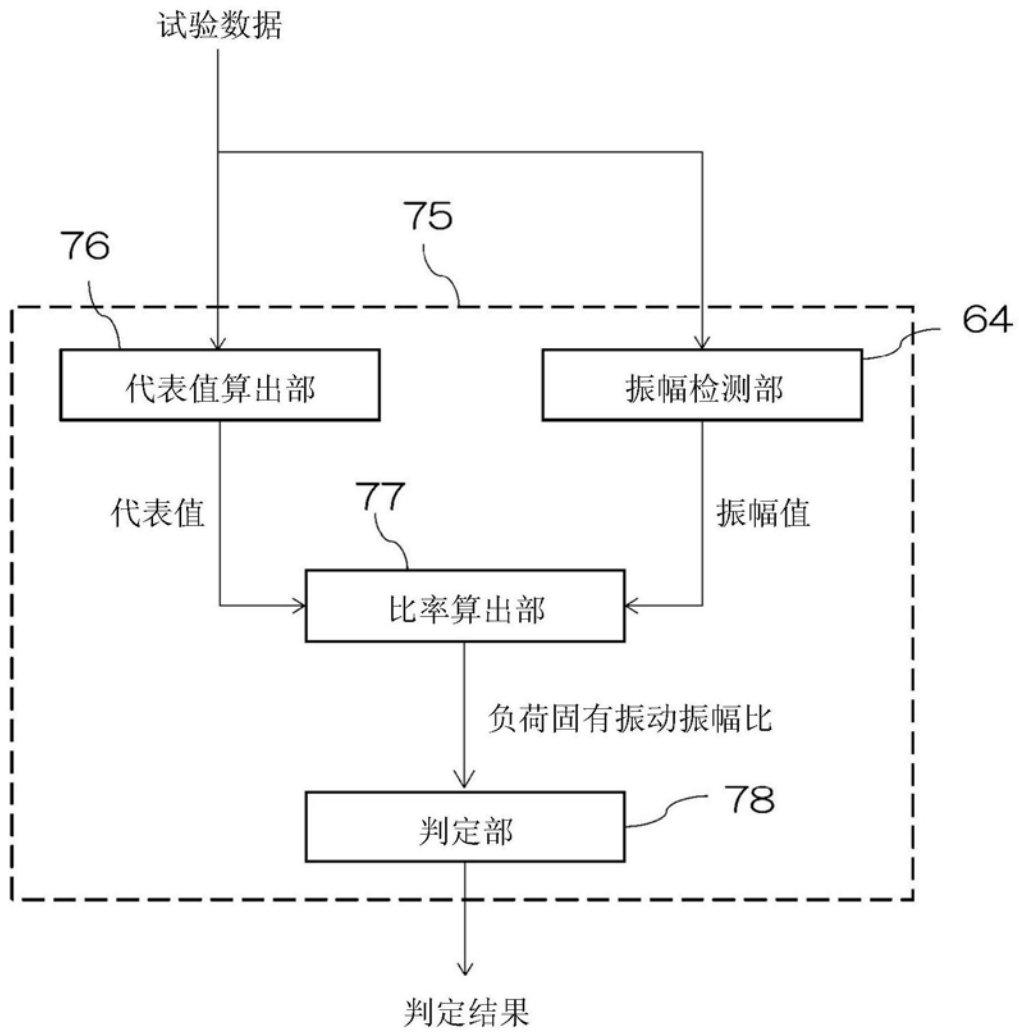 试验数据
75
76
64
代表值算出部
振幅检测部
代表值
77
振幅值
比率算出部
负荷固有振动振幅比
78
判定部
判定结果